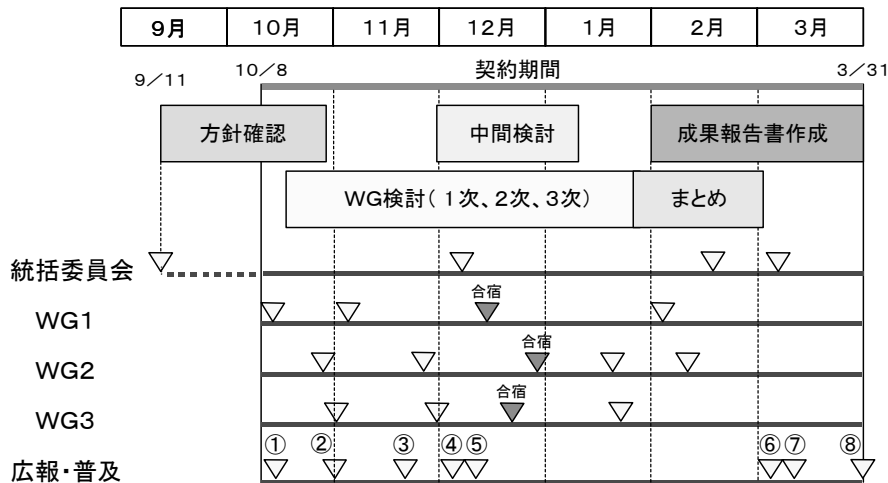 9月 10月 11月 12月 1月 2月 3月
9/11 10/8 契約期間 3/31
方針確認 中間検討 成果報告書作成
WG検討(1次、2次、3次) まとめ
統括委員会
合宿
WG1
合宿
WG2
合宿
WG3
① ② ③ ④ ⑤ ⑥ ⑦ ⑧
広報・普及